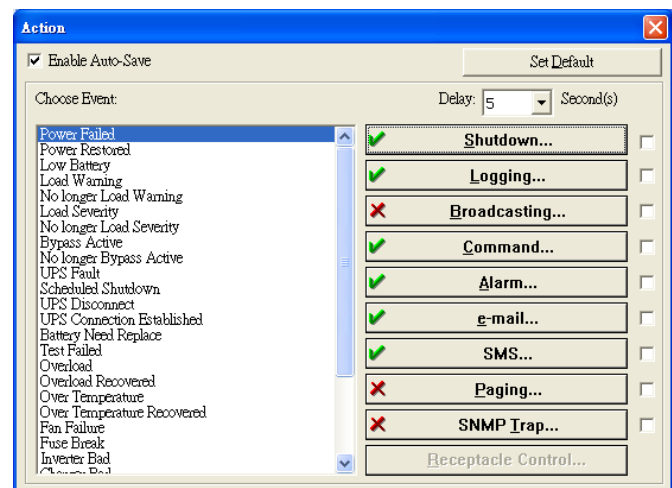 Action
Enable Auto-Save
Set Default
Choose Event:
Delay: 5 Second(s)
Power Failed
Power Restored
Low Battery
Load Warning
No longer Load Warning
Load Severity
No longer Load Severity
Bypass Active
No longer Bypass Active
UPS Fault
Scheduled Shutdown
UPS Disconnect
UPS Connection Established
Battery Need Replace
Test Failed
Overload
Overload Recovered
Over Temperature
Over Temperature Recovered
Fan Failure
Fuse Break
Inverter Bad
Charger Bad
Shutdown...
Logging...
Broadcasting...
Command...
Alarm...
e-mail...
SMS...
Paging...
SNMP Trap...
Receptacle Control...